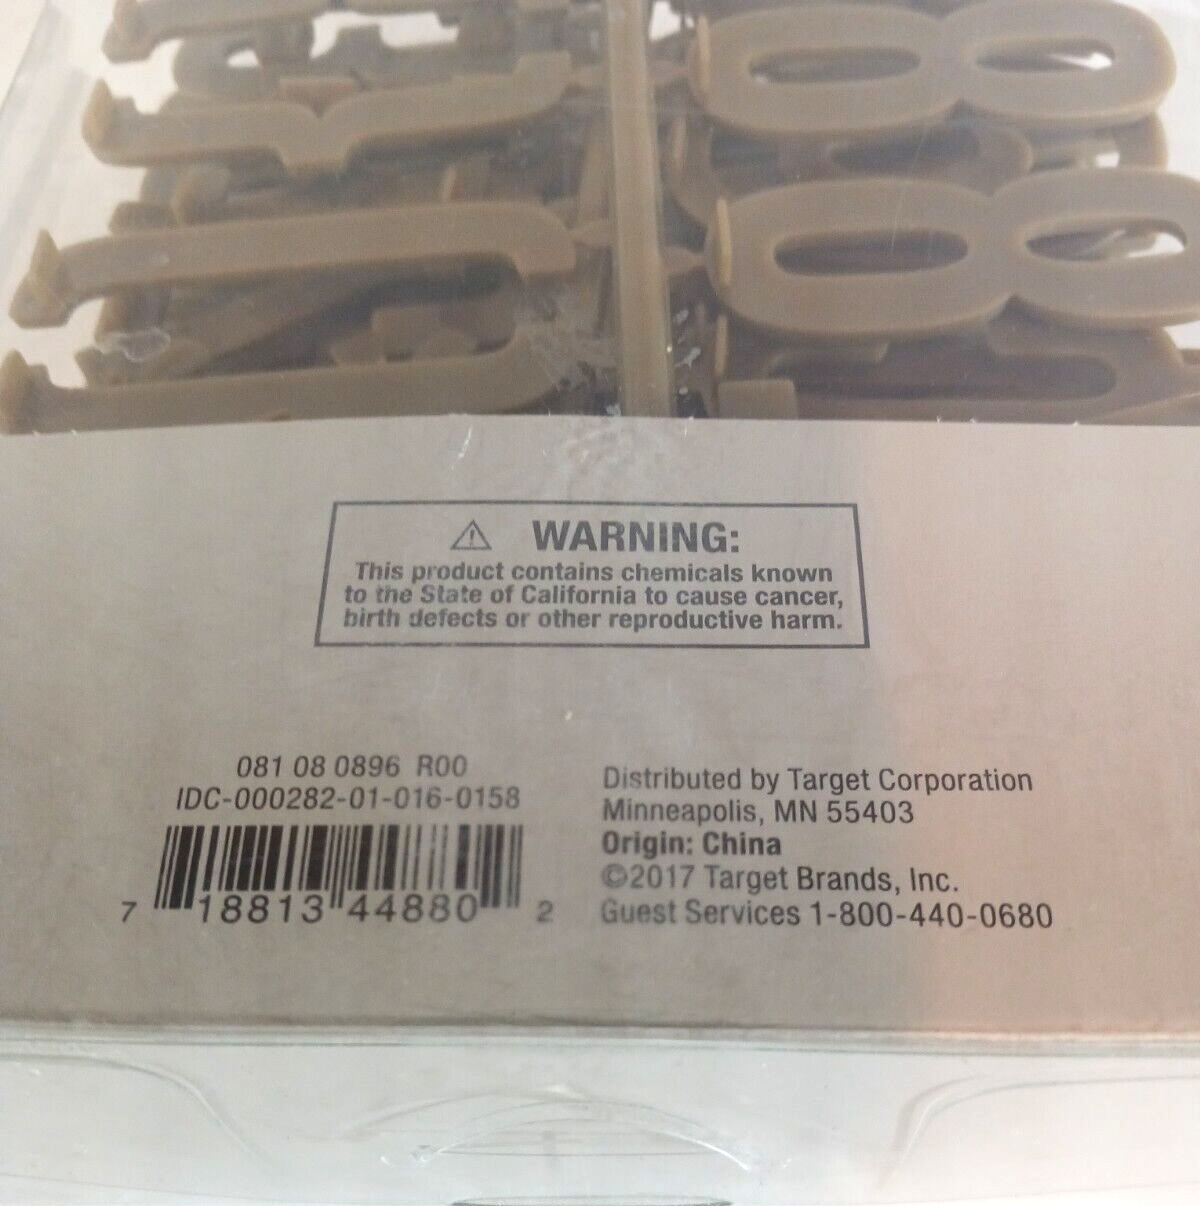 8
8
WARNING:
This product contains chemicals known
to the State of California to cause cancer,
birth defects or other reproductive harm.
081 08 0896 R00
IDC-000282-01-016-0158
7 18813 44880 2
Distributed by Target Corporation
Minneapolis, MN 55403
Origin: China
©2017 Target Brands, Inc.
Guest Services 1-800-440-0680